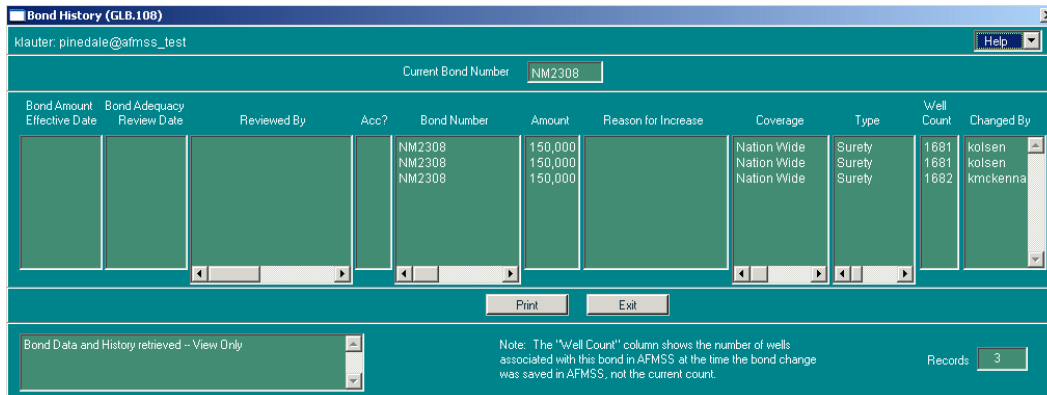 Bond History (GLB.108)
klauter: pinedale@afmss_test
Help
Current Bond Number NM2308
Bond Amount Effective Date Bond Adequacy Review Date Reviewed By Acc? Bond Number Amount Reason for Increase Coverage Type Well Count Changed By
NM2308 150,000 Nation Wide Surety 1681 kolsen
NM2308 150,000 Nation Wide Surety 1681 kolsen
NM2308 150,000 Nation Wide Surety 1682 kmckenna
Print Exit
Bond Data and History retrieved -- View Only
Note: The "Well Count" column shows the number of wells
associated with this bond in AFMSS at the time the bond change
was saved in AFMSS, not the current count.
Records 3